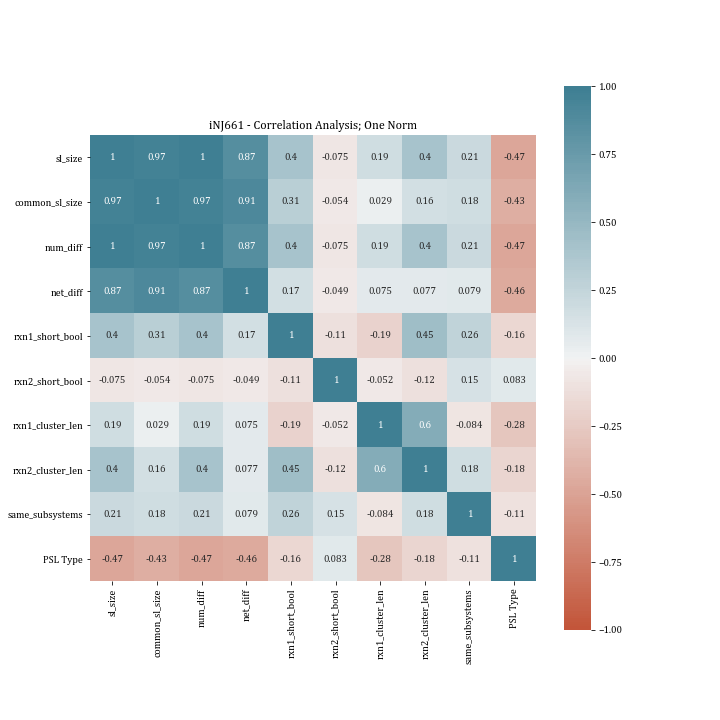 iNJ661 - Correlation Analysis; One Norm
sl_size 1 0.97 1 0.87 0.4 -0.075 0.19 0.4 0.21 -0.47
common_sl_size 0.97 1 0.97 0.91 0.31 -0.054 0.029 0.16 0.18 -0.43
num_diff 1 0.97 1 0.87 0.4 -0.075 0.19 0.4 0.21 -0.47
net_diff 0.87 0.91 0.87 1 0.17 -0.049 0.075 0.077 0.079 -0.46
rxn1_short_bool 0.4 0.31 0.4 0.17 1 -0.11 -0.19 0.45 0.26 -0.16
rxn2_short_bool -0.075 -0.054 -0.075 -0.049 -0.11 1 -0.052 -0.12 0.15 0.083
rxn1_cluster_len 0.19 0.029 0.19 0.075 -0.19 -0.052 1 0.6 -0.084 -0.28
rxn2_cluster_len 0.4 0.16 0.4 0.077 0.45 -0.12 0.6 1 0.18 -0.18
same_subsystems 0.21 0.18 0.21 0.079 0.26 0.15 -0.084 0.18 1 -0.11
PSL Type -0.47 -0.43 -0.47 -0.46 -0.16 0.083 -0.28 -0.18 -0.11 1
sl_size
common_sl_size
num_diff
net_diff
rxn1_short_bool
rxn2_short_bool
rxn1_cluster_len
rxn2_cluster_len
same_subsystems
PSL Type
1.00
0.75
0.50
0.25
0.00
−0.25
−0.50
−0.75
−1.00